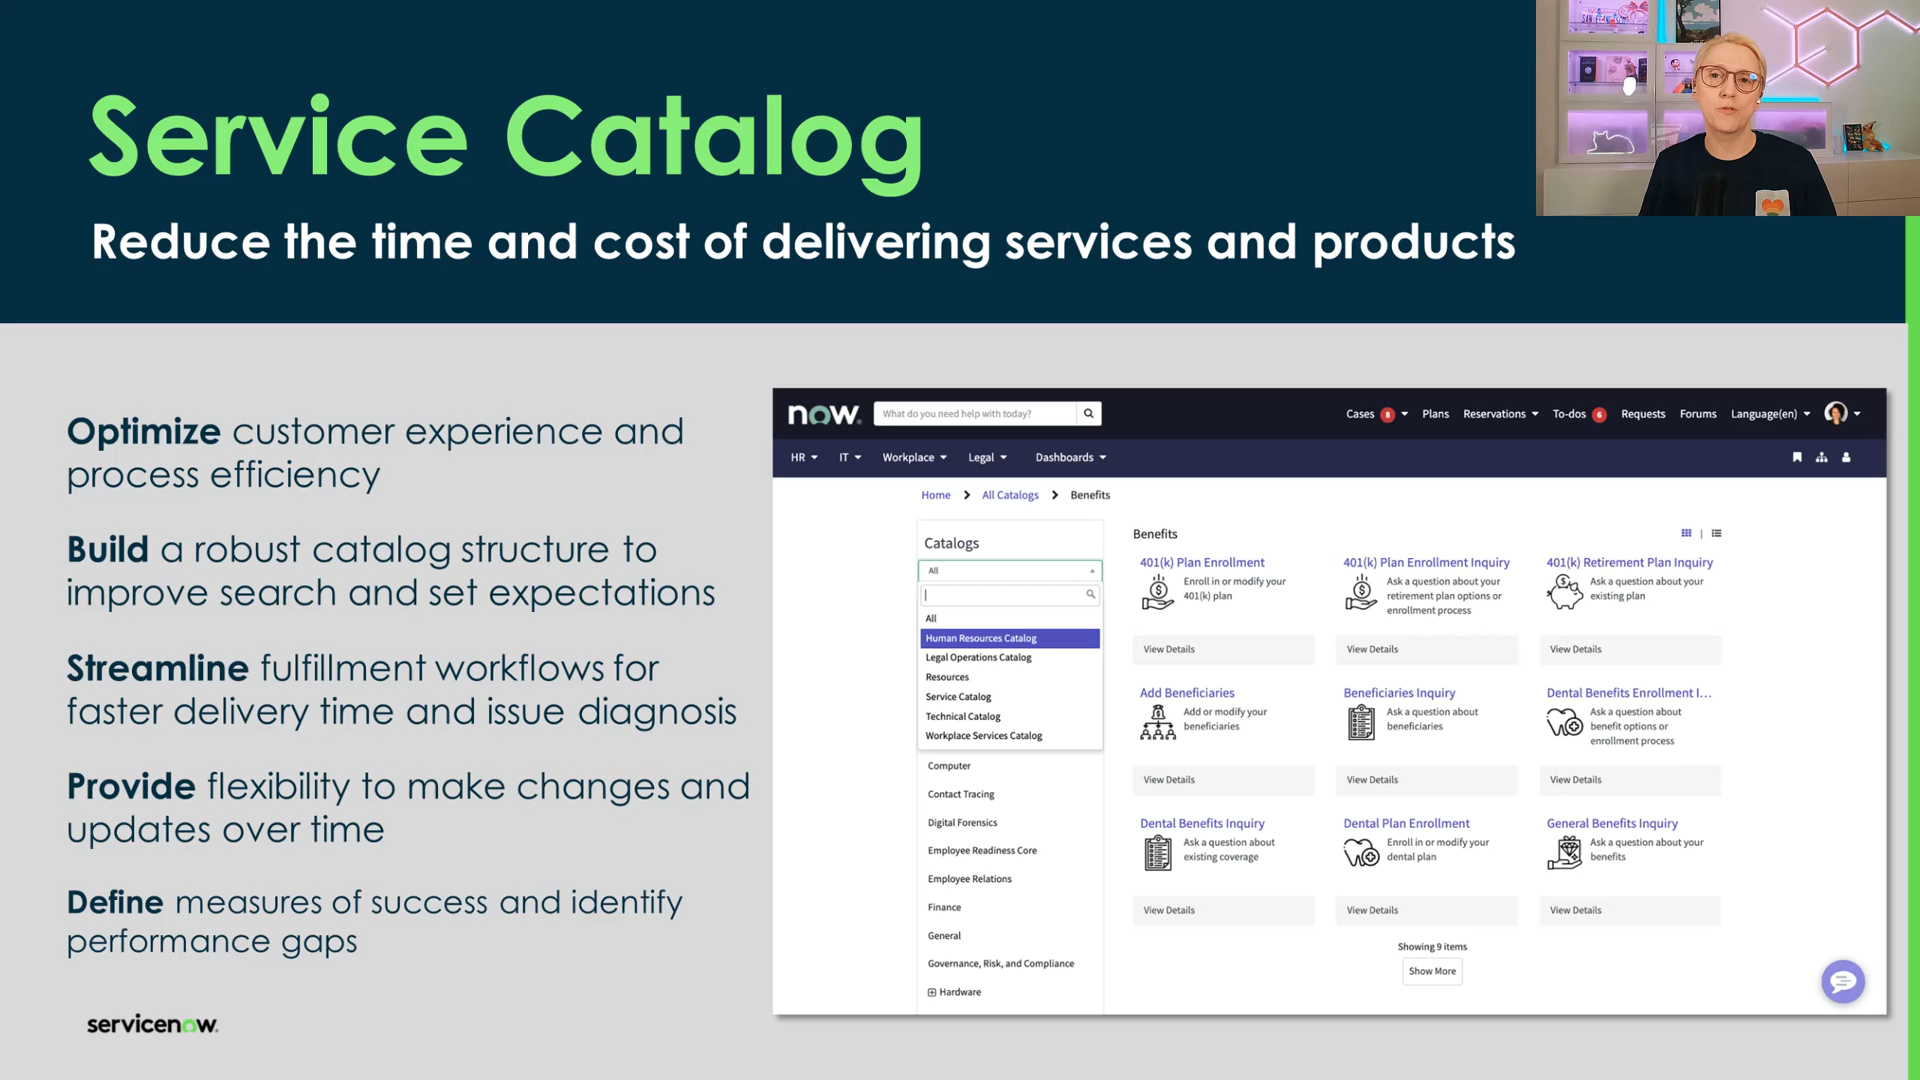 Service Catalog
Reduce the time and cost of delivering services and products
Optimize customer experience and
process efficiency
Build a robust catalog structure to
improve search and set expectations
Streamline fulfillment workflows for
faster delivery time and issue diagnosis
Provide flexibility to make changes and
updates over time
Define measures of success and identify
performance gaps
servicenow
now
What do you need help with today?
Cases 8
Plans
Reservations
To-dos 6
Requests
Forums
Language(en)
HR
IT
Workplace
Legal
Dashboards
Home > All Catalogs > Benefits
Catalogs
All
All
Human Resources Catalog
Legal Operations Catalog
Resources
Service Catalog
Technical Catalog
Workplace Services Catalog
Computer
Contact Tracing
Digital Forensics
Employee Readiness Core
Employee Relations
Finance
General
Governance, Risk, and Compliance
Hardware
Benefits
401(k) Plan Enrollment
Enroll in or modify your
401(k) plan
View Details
401(k) Plan Enrollment Inquiry
Ask a question about your
retirement plan options or
enrollment process
View Details
401(k) Retirement Plan Inquiry
Ask a question about your
existing plan
View Details
Add Beneficiaries
Add or modify your
beneficiaries
View Details
Beneficiaries Inquiry
Ask a question about
beneficiaries
View Details
Dental Benefits Enrollment I...
Ask a question about
benefit options or
enrollment process
View Details
Dental Benefits Inquiry
Ask a question about
existing coverage
View Details
Dental Plan Enrollment
Enroll in or modify your
dental plan
View Details
General Benefits Inquiry
Ask a question about your
benefits
View Details
Showing 9 items
Show More